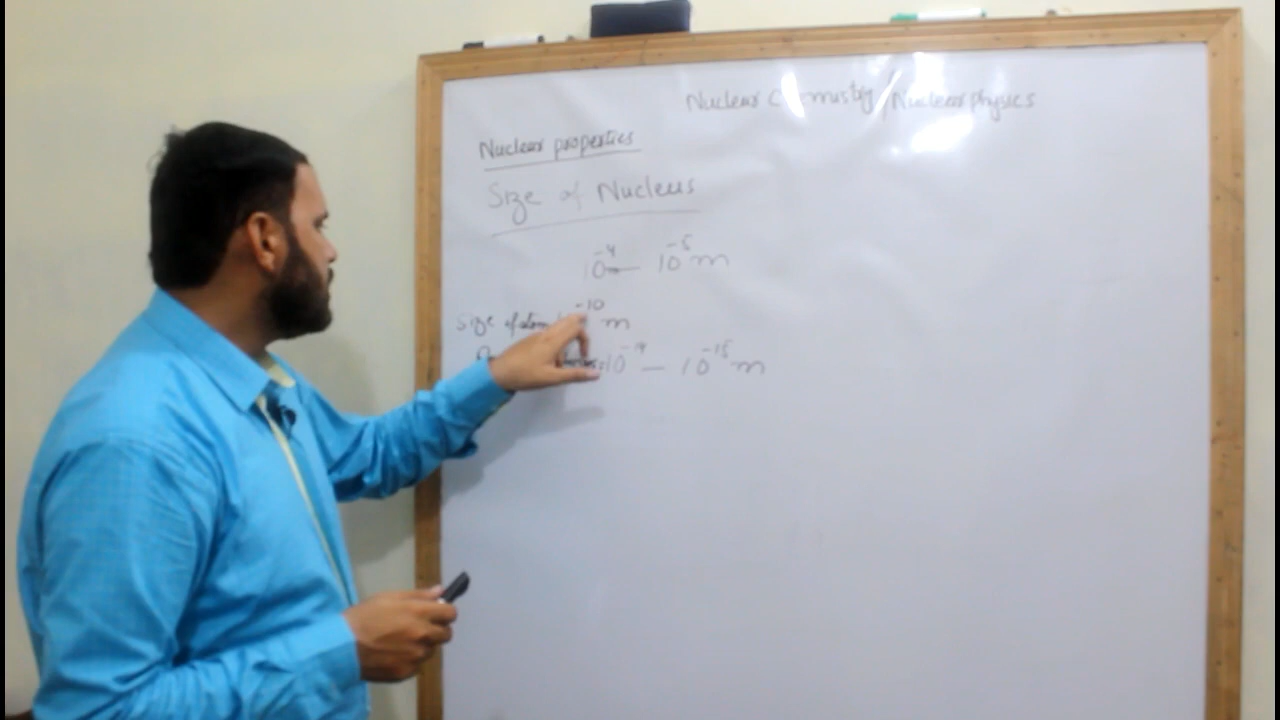 Nuclear Chemistry / Nuclear physics
Nuclear properties
Size of Nucleus
10⁻⁴ — 10⁻⁵ m
Size of atom ⁻¹⁰ m
10⁻¹⁴ — 10⁻¹⁵ m